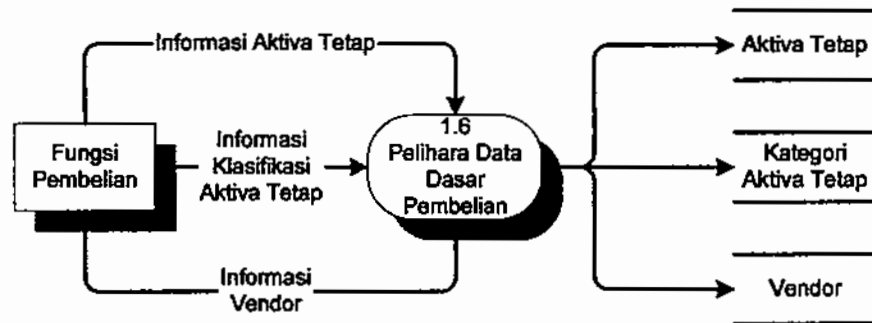 Informasi Aktiva Tetap
Aktiva Tetap
Fungsi
Pembelian
Informasi
Klasifikasi
Aktiva Tetap
1.6
Pelihara Data
Dasar
Pembelian
Kategori
Aktiva Tetap
Informasi
Vendor
Vendor